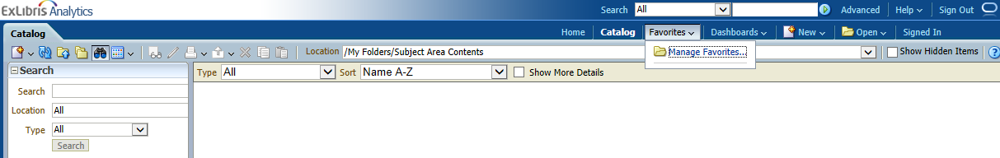 ExLibris Analytics
Search All Advanced Help Sign Out
Catalog
Home Catalog Favorites Dashboards New Open Signed In
Location /My Folders/Subject Area Contents Show Hidden Items
Manage Favorites...
Search
Type All Sort Name A-Z Show More Details
Search
Location All
Type All
Search